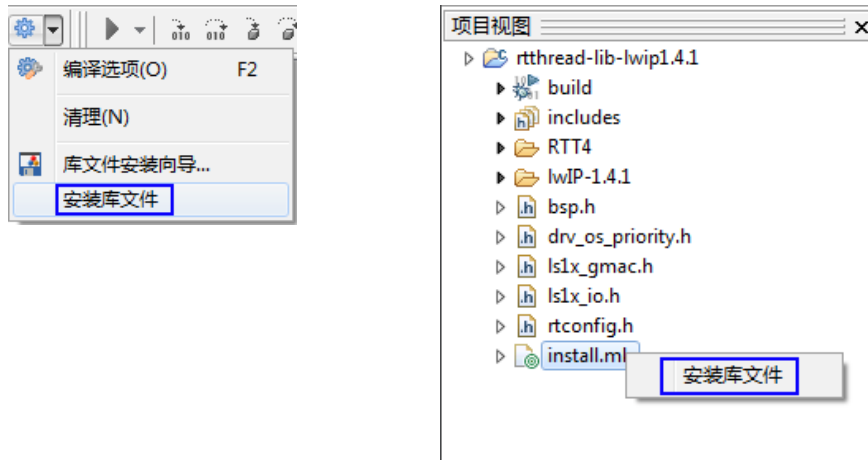 编译选项(O) F2
清理(N)
库文件安装向导...
安装库文件
项目视图
rtthread-lib-lwip1.4.1
build
includes
RTT4
lwIP-1.4.1
bsp.h
drv_os_priority.h
ls1x_gmac.h
ls1x_io.h
rtconfig.h
install.ml
安装库文件